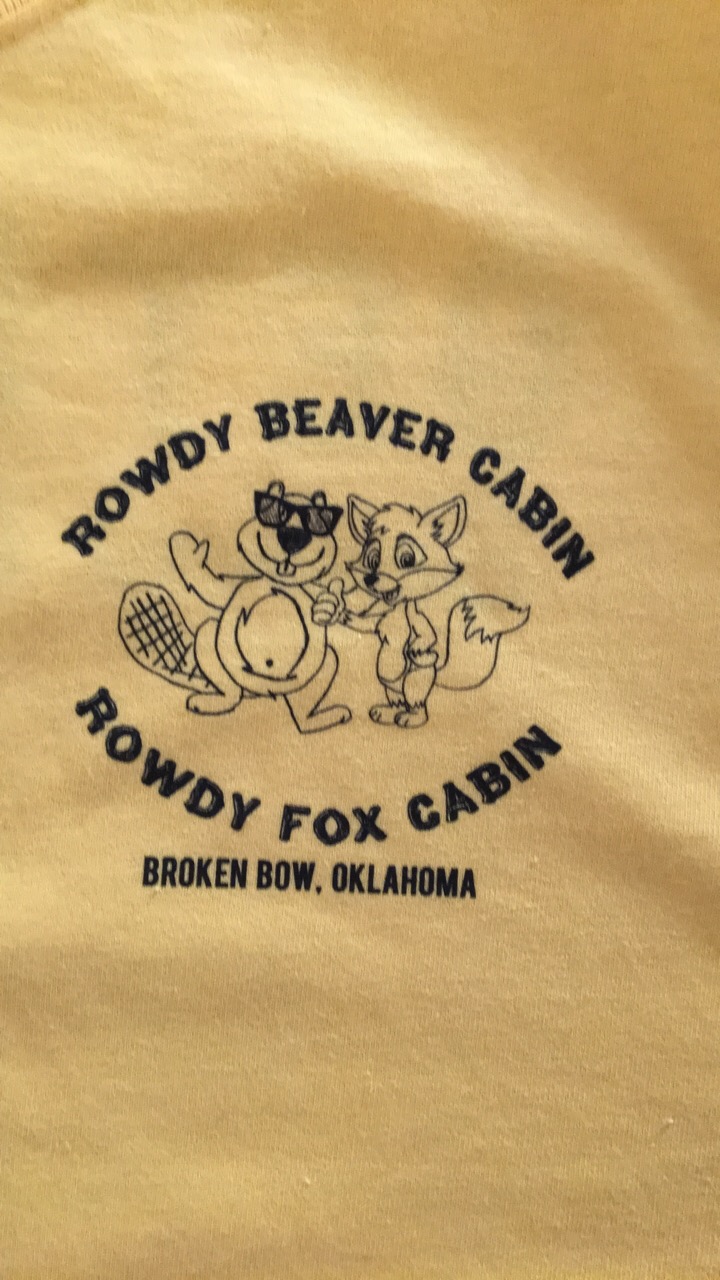 ROWDY BEAVER CABIN
ROWDY FOX CABIN
BROKEN BOW, OKLAHOMA